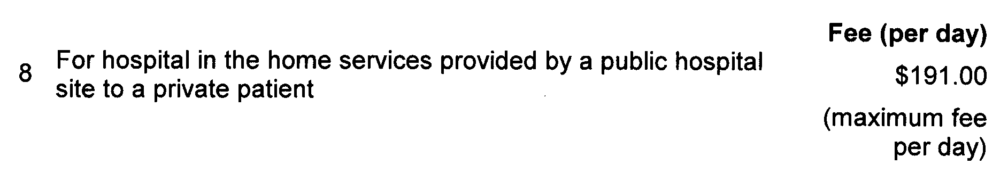 Fee (per day)
8 For hospital in the home services provided by a public hospital
site to a private patient
$191.00
(maximum fee
per day)